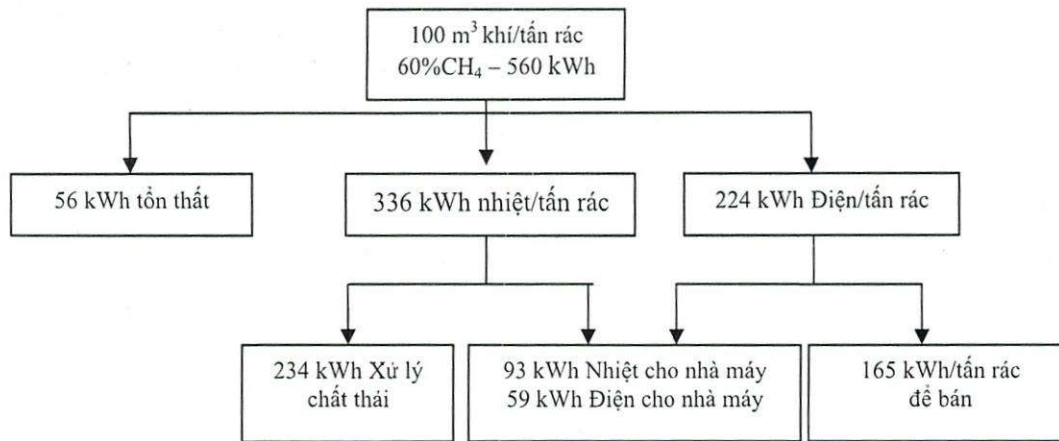 100 m³ khí/tấn rác
60%CH₄ – 560 kWh
56 kWh tổn thất
336 kWh nhiệt/tấn rác
224 kWh Điện/tấn rác
234 kWh Xử lý
chất thải
93 kWh Nhiệt cho nhà máy
59 kWh Điện cho nhà máy
165 kWh/tấn rác
để bán